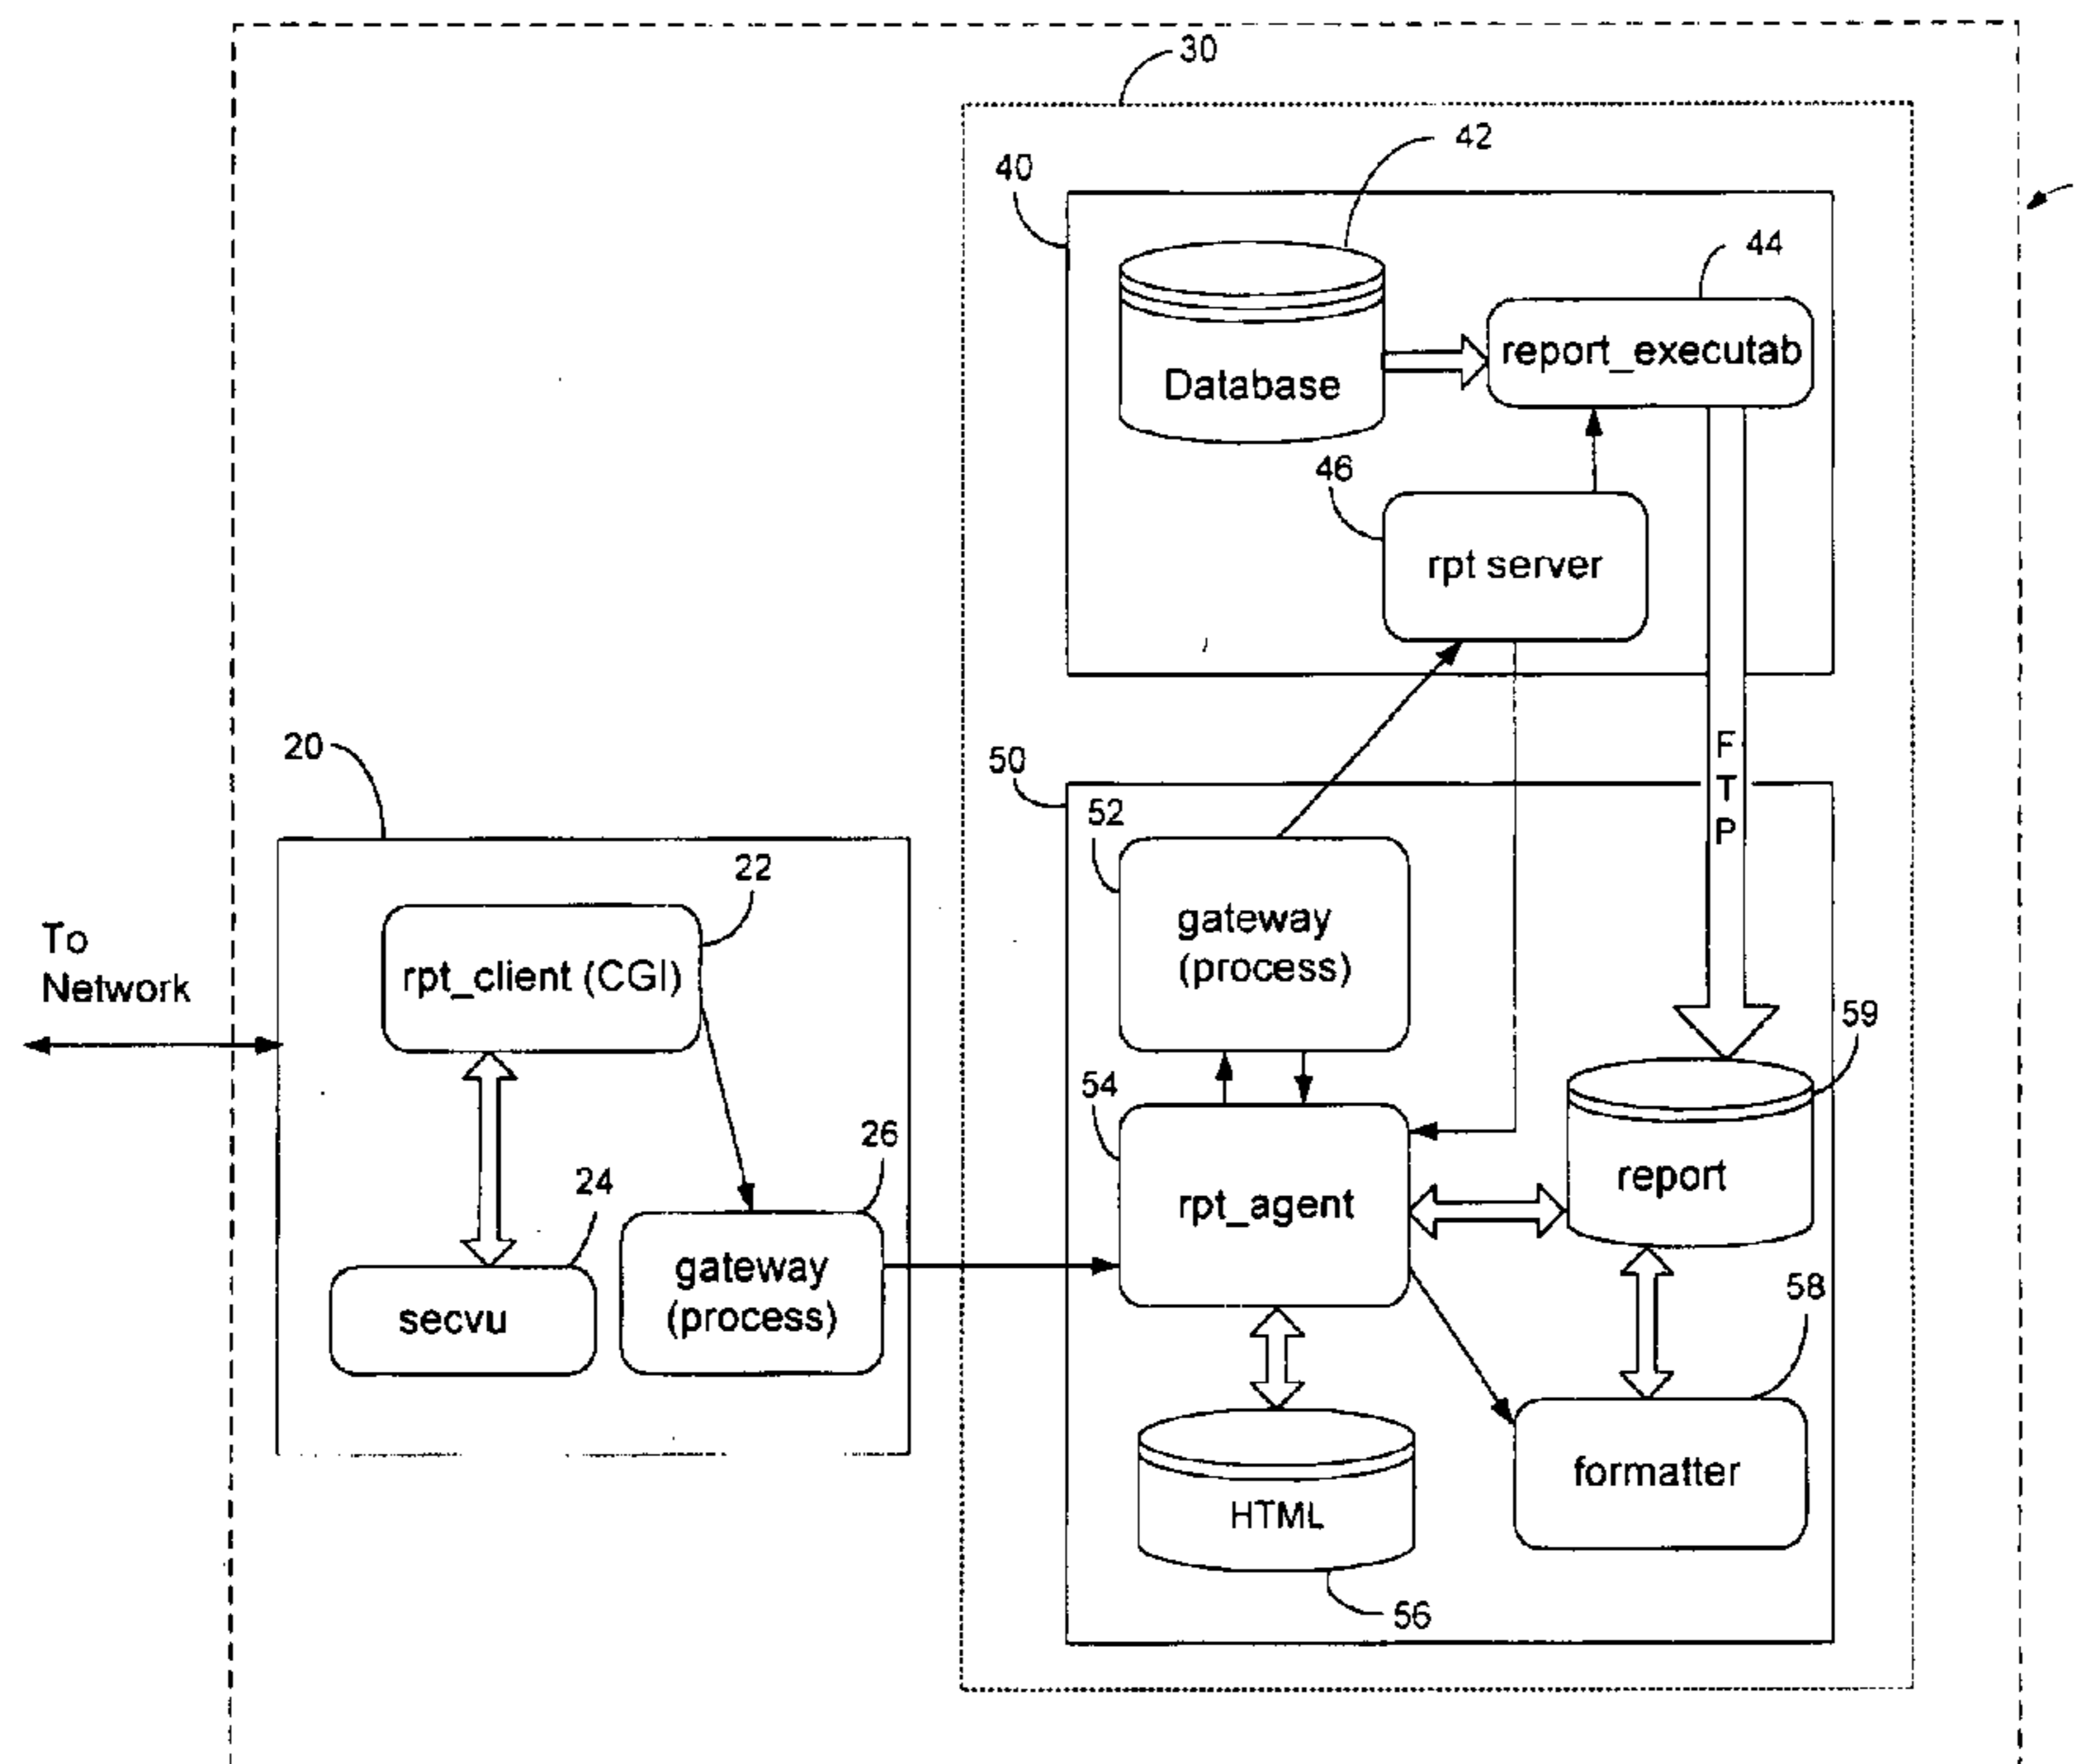 30
42
40
44
Database
report_executab
46
rpt server
20
50
F
T
P
52
22
gateway
(process)
To
Network
rpt_client (CGI)
59
54
26
report
24
rpt_agent
secvu
gateway
(process)
58
formatter
HTML
56